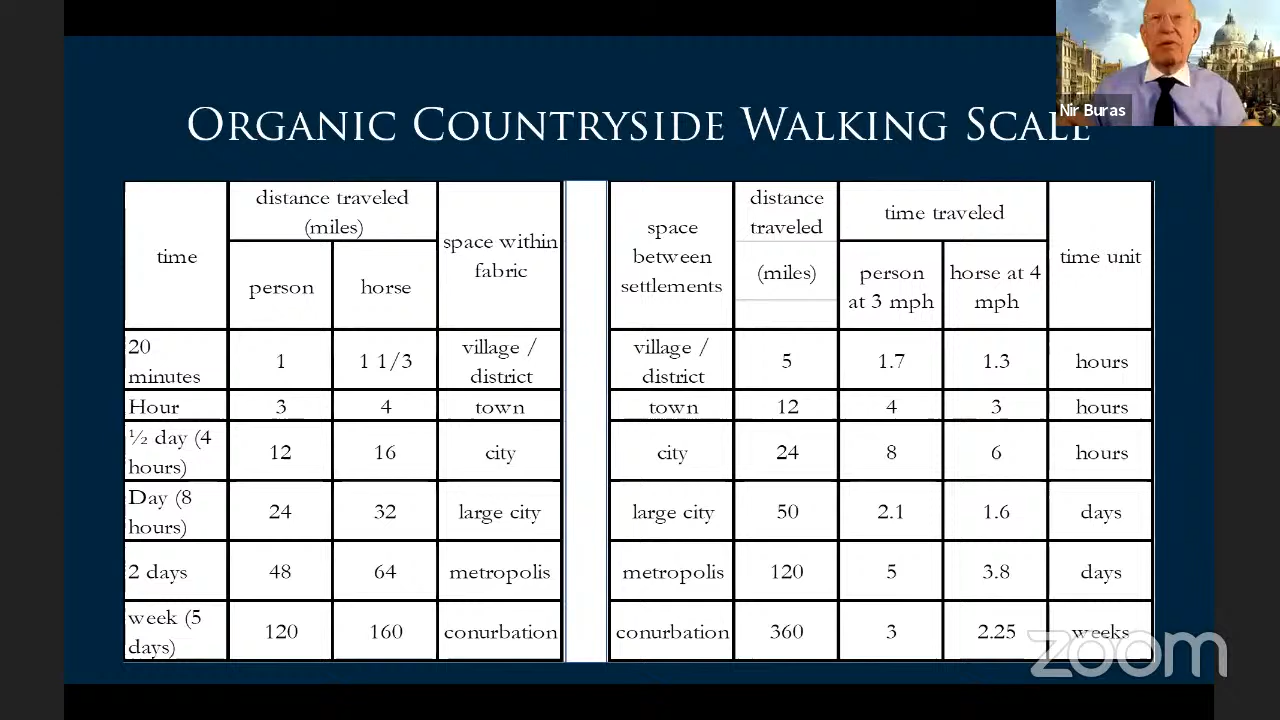 Nir Buras
ORGANIC COUNTRYSIDE WALKING SCALE
time
distance traveled
(miles)
person
horse
space within
fabric
20
minutes
1
1 1/3
village /
district
Hour
3
4
town
½ day (4
hours)
12
16
city
Day (8
hours)
24
32
large city
2 days
48
64
metropolis
week (5
days)
120
160
conurbation
space
between
settlements
distance
traveled
(miles)
time traveled
person
at 3 mph
horse at 4
mph
time unit
village /
district
5
1.7
1.3
hours
town
12
4
3
hours
city
24
8
6
hours
large city
50
2.1
1.6
days
metropolis
120
5
3.8
days
conurbation
360
3
2.25
weeks
zoom